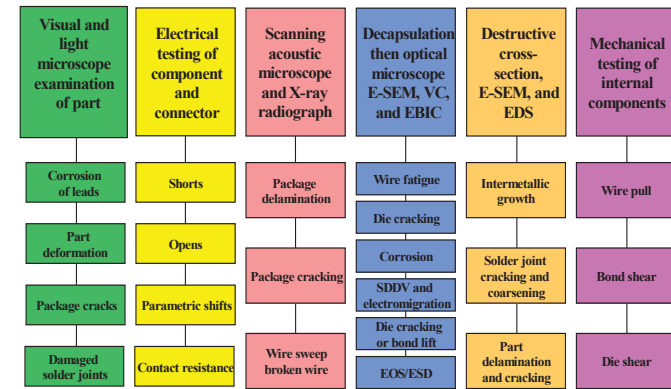 Visual and
light
microscope
examination
of part
Corrosion
of leads
Part
deformation
Package cracks
Damaged
solder joints
Electrical
testing of
component
and
connector
Shorts
Opens
Parametric shifts
Contact resistance
Scanning
acoustic
microscope
and X-ray
radiograph
Package
delamination
Package cracking
Wire sweep
broken wire
Decapsulation
then optical
microscope
E-SEM, VC,
and EBIC
Wire fatigue
Die cracking
Corrosion
SDDV and
electromigration
Die cracking
or bond lift
EOS/ESD
Destructive
cross-
section,
E-SEM, and
EDS
Intermetallic
growth
Solder joint
cracking and
coarsening
Part
delamination
and cracking
Mechanical
testing of
internal
components
Wire pull
Bond shear
Die shear